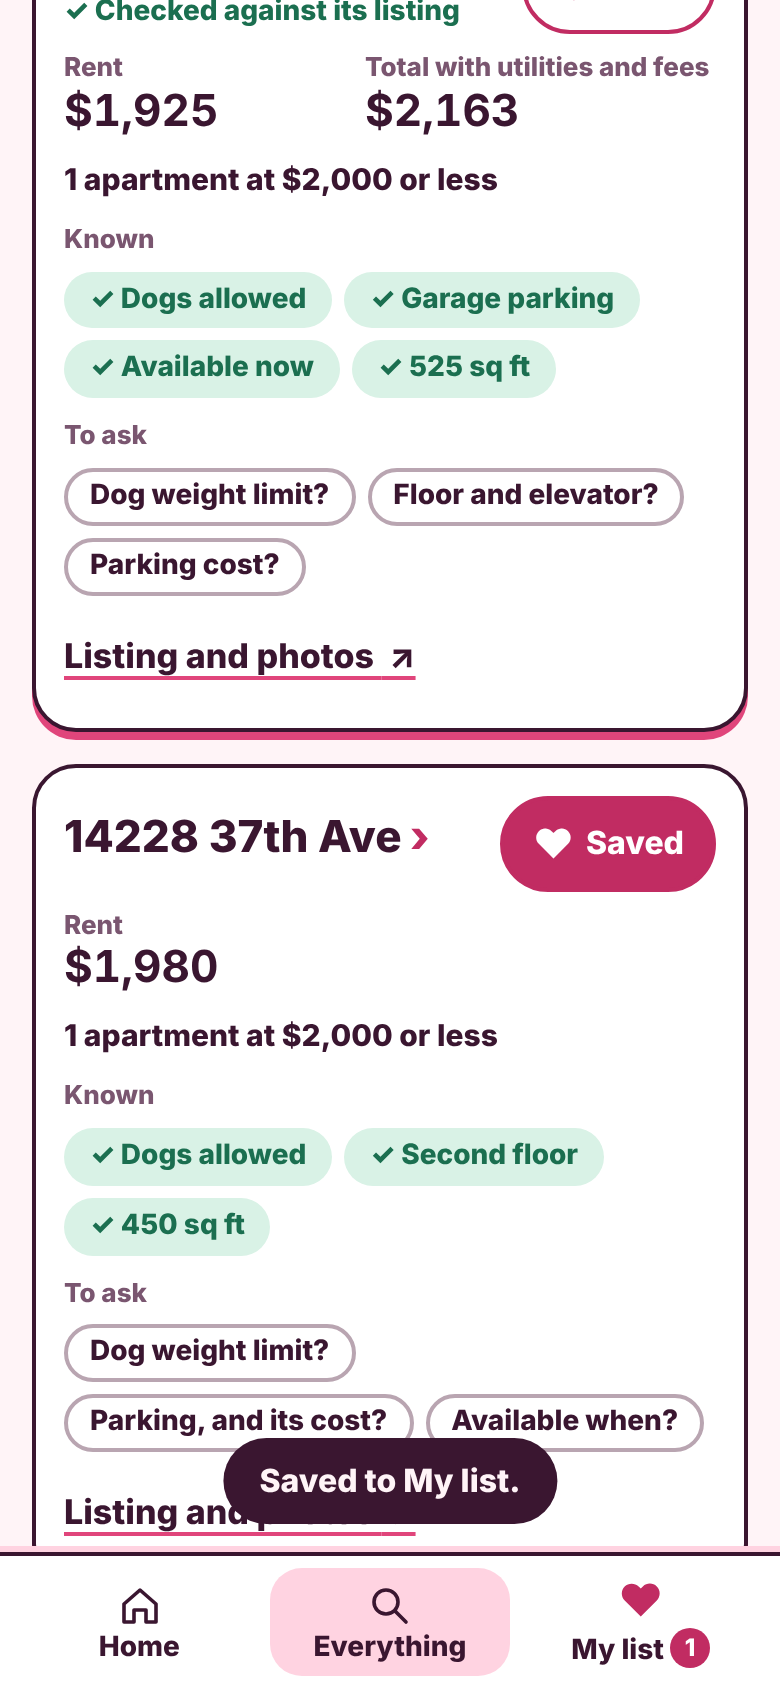 ✓ Checked against its listing
Rent
Total with utilities and fees
$1,925
$2,163
1 apartment at $2,000 or less
Known
✓ Dogs allowed
✓ Garage parking
✓ Available now
✓ 525 sq ft
To ask
Dog weight limit?
Floor and elevator?
Parking cost?
Listing and photos ↗
14228 37th Ave ›
Saved
Rent
$1,980
1 apartment at $2,000 or less
Known
✓ Dogs allowed
✓ Second floor
✓ 450 sq ft
To ask
Dog weight limit?
Parking, and its cost?
Available when?
Saved to My list.
Listing and
Home
Everything
My list 1